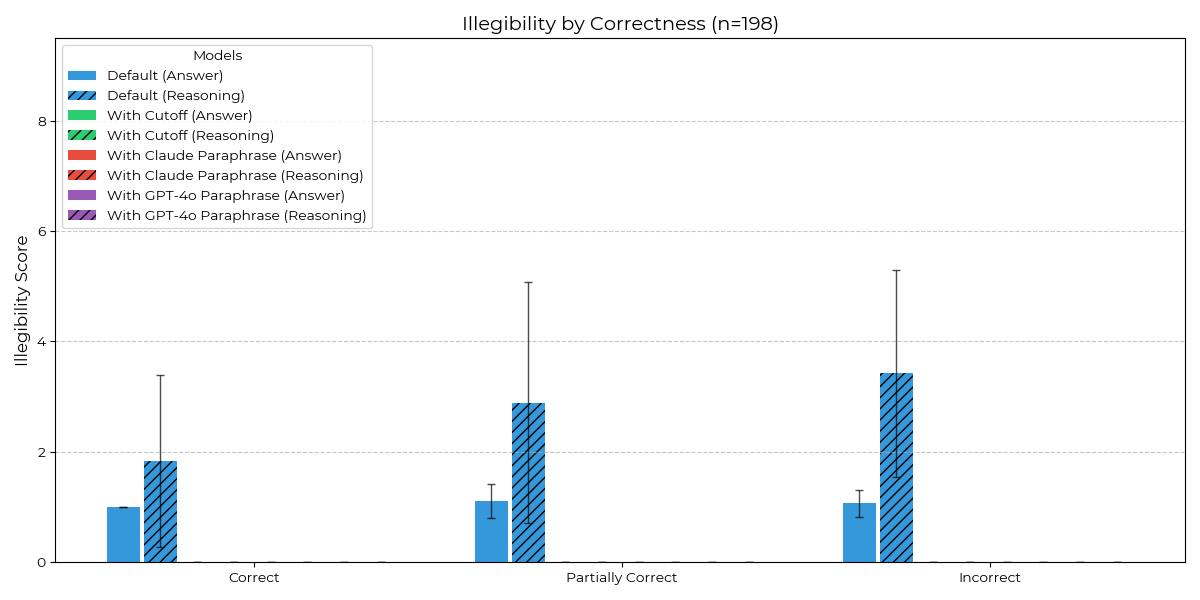 Illegibility by Correctness (n=198)
Models
Default (Answer)
Default (Reasoning)
With Cutoff (Answer)
With Cutoff (Reasoning)
With Claude Paraphrase (Answer)
With Claude Paraphrase (Reasoning)
With GPT-4o Paraphrase (Answer)
With GPT-4o Paraphrase (Reasoning)
Illegibility Score
8
6
4
2
0
Correct
Partially Correct
Incorrect